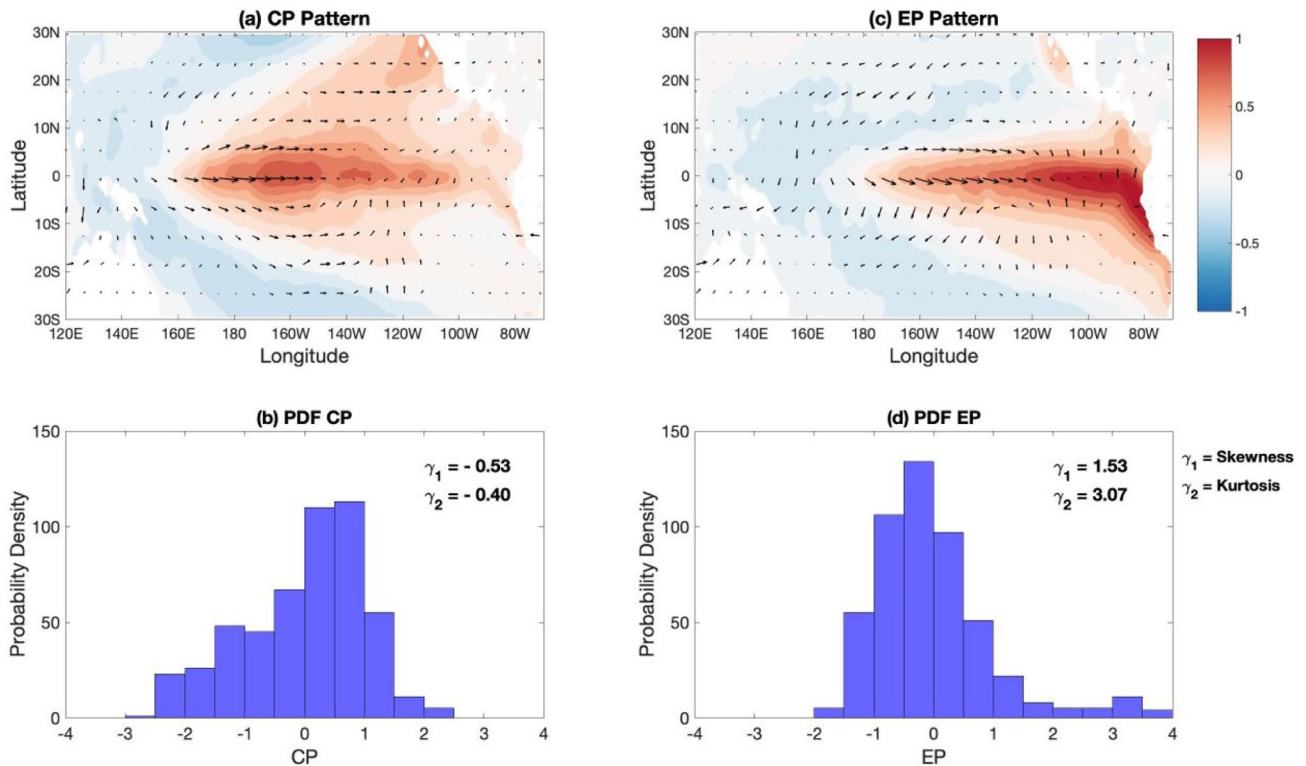 (a) CP Pattern
30N
20N
10N
0
10S
20S
30S
Latitude
120E 140E 160E 180 160W 140W 120W 100W 80W
Longitude
(c) EP Pattern
30N
20N
10N
0
10S
20S
30S
Latitude
120E 140E 160E 180 160W 140W 120W 100W 80W
Longitude
1
0.5
0
-0.5
-1
(b) PDF CP
150
100
50
0
Probability Density
γ1 = - 0.53
γ2 = - 0.40
-4 -3 -2 -1 0 1 2 3 4
CP
(d) PDF EP
150
100
50
0
Probability Density
γ1 = 1.53
γ2 = 3.07
-4 -3 -2 -1 0 1 2 3 4
EP
γ1 = Skewness
γ2 = Kurtosis